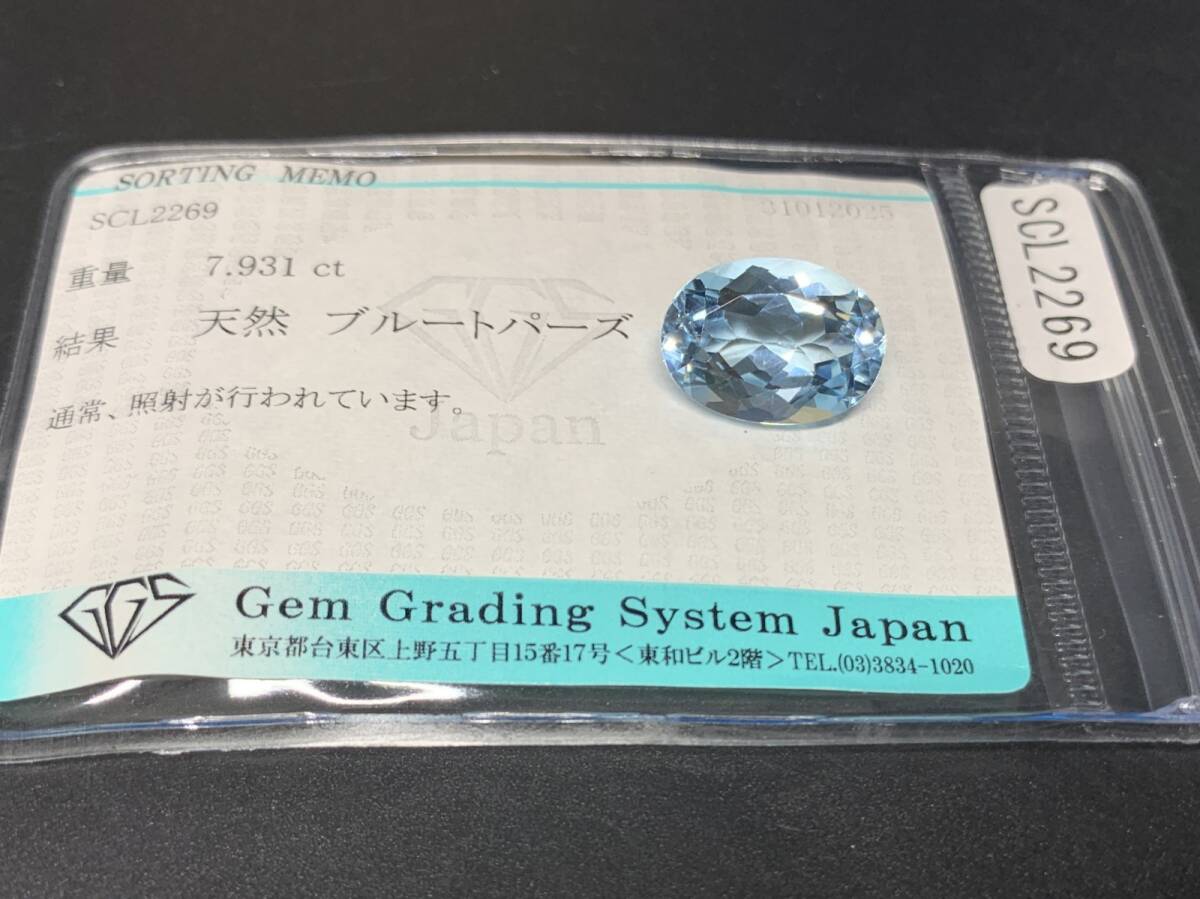 SORTING MEMO
SCL2269 31012025
重量 7.931 ct
結果 天然 ブルートパーズ
通常、照射が行われています。
GGS
Japan
GGS Gem Grading System Japan
東京都台東区上野五丁目15番17号<東和ビル2階>TEL.(03)3834-1020
SCL2269